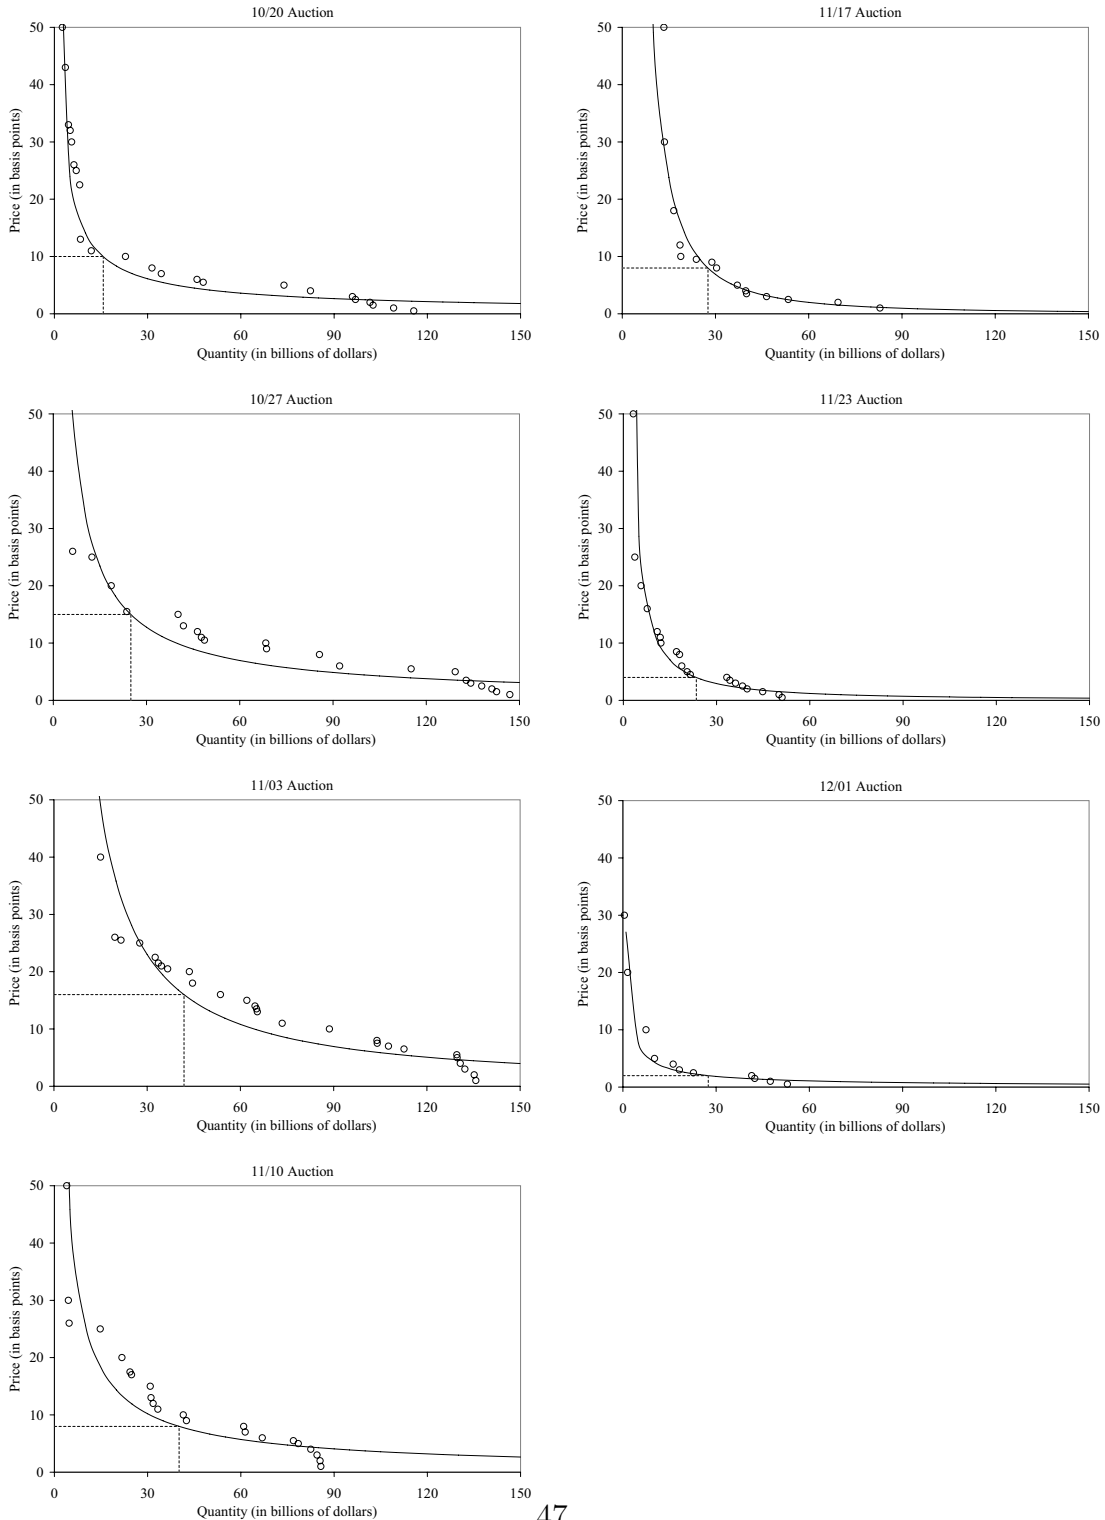 10/20 Auction
50
40
30
20
10
0
Price (in basis points)
0 30 60 90 120 150
Quantity (in billions of dollars)
11/17 Auction
50
40
30
20
10
0
Price (in basis points)
0 30 60 90 120 150
Quantity (in billions of dollars)
10/27 Auction
50
40
30
20
10
0
Price (in basis points)
0 30 60 90 120 150
Quantity (in billions of dollars)
11/23 Auction
50
40
30
20
10
0
Price (in basis points)
0 30 60 90 120 150
Quantity (in billions of dollars)
11/03 Auction
50
40
30
20
10
0
Price (in basis points)
0 30 60 90 120 150
Quantity (in billions of dollars)
12/01 Auction
50
40
30
20
10
0
Price (in basis points)
0 30 60 90 120 150
Quantity (in billions of dollars)
11/10 Auction
50
40
30
20
10
0
Price (in basis points)
0 30 60 90 120 150
Quantity (in billions of dollars)
47